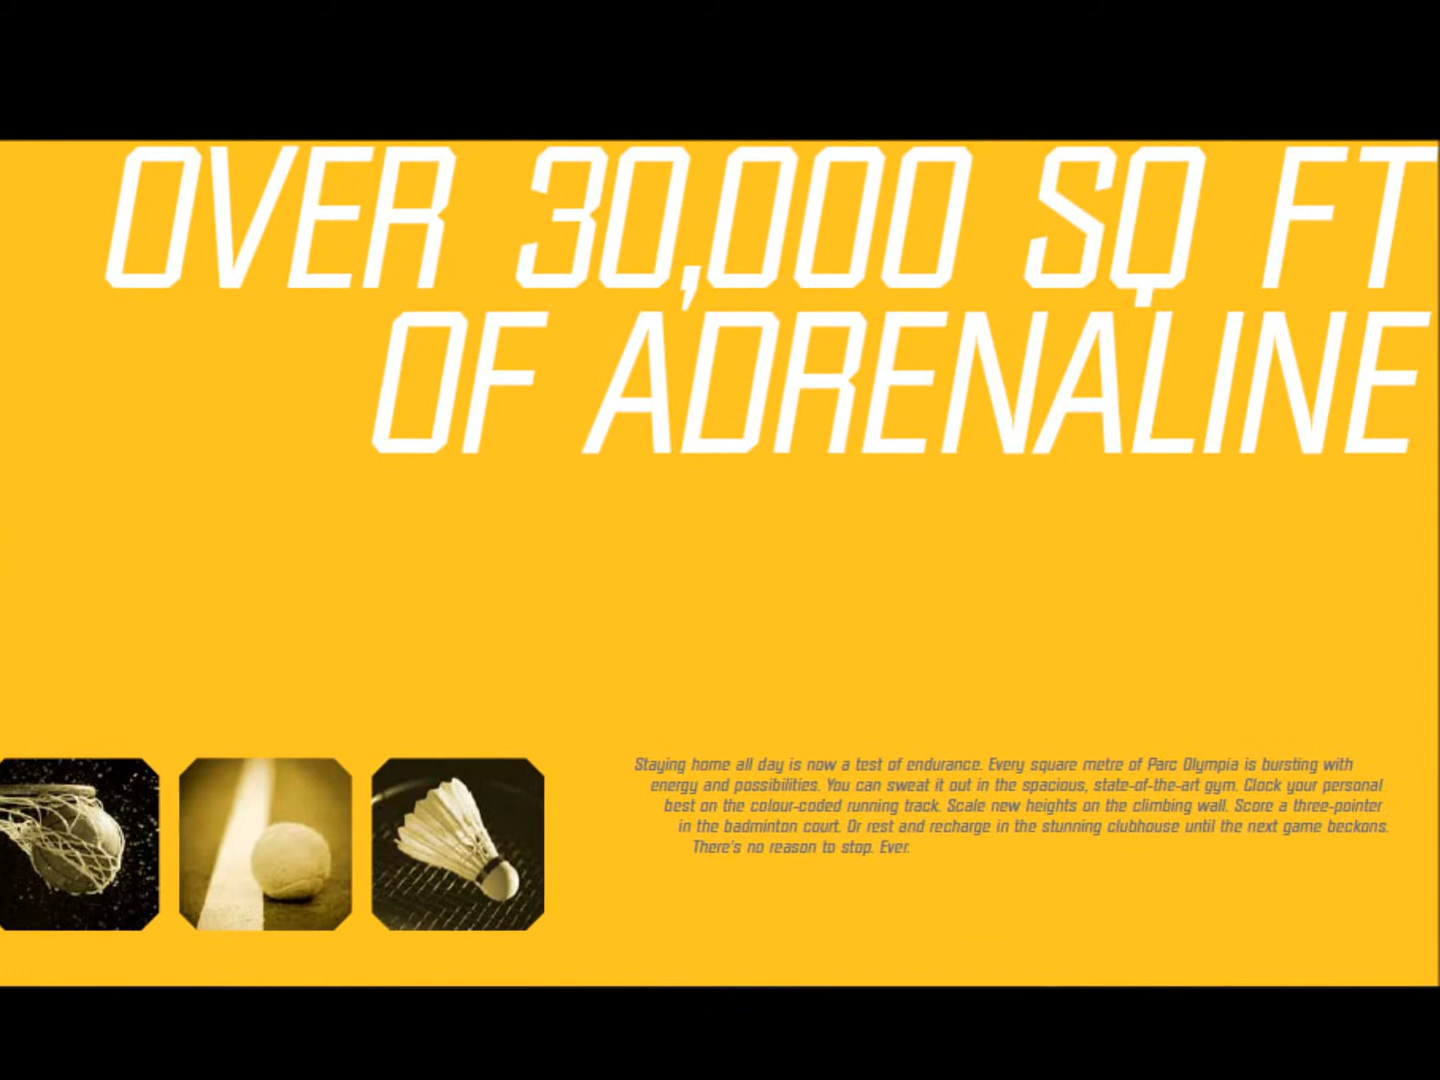 OVER 30,000 SQ FT
OF ADRENALINE
Staying home all day is now a test of endurance. Every square metre of Parc Olympia is bursting with
energy and possibilities. You can sweat it out in the spacious, state-of-the-art gym. Clock your personal
best on the colour-coded running track. Scale new heights on the climbing wall. Score a three-pointer
in the badminton court. Or rest and recharge in the stunning clubhouse until the next game beckons.
There's no reason to stop. Ever.